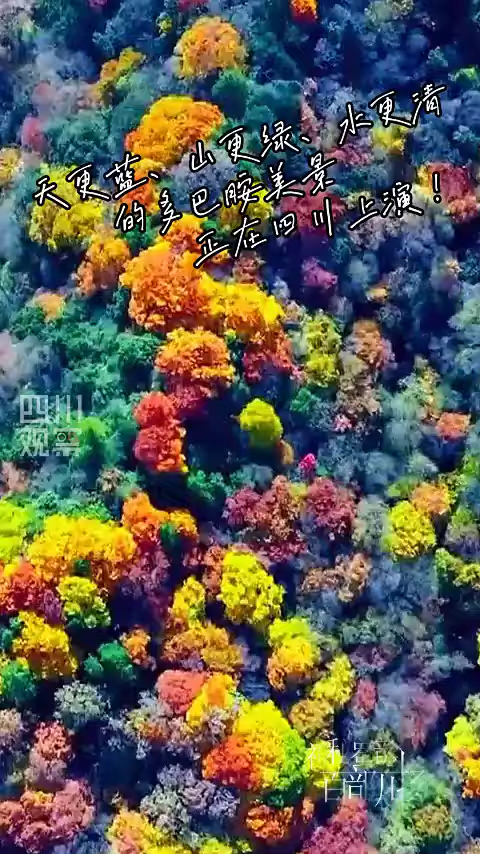 天更蓝、山更绿、水更清
的多巴胺美景
正在四川上演！
四川
观察